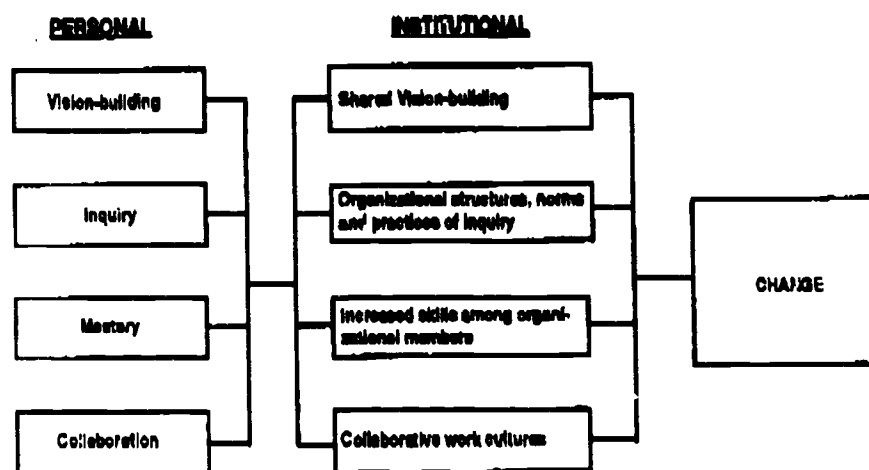 PERSONAL
INSTITUTIONAL
Vision-building
Shared Vision-building
Inquiry
Organizational structures, norms
and practices of inquiry
Mastery
Increased skills among organi-
zational members
Collaboration
Collaborative work cultures
CHANGE